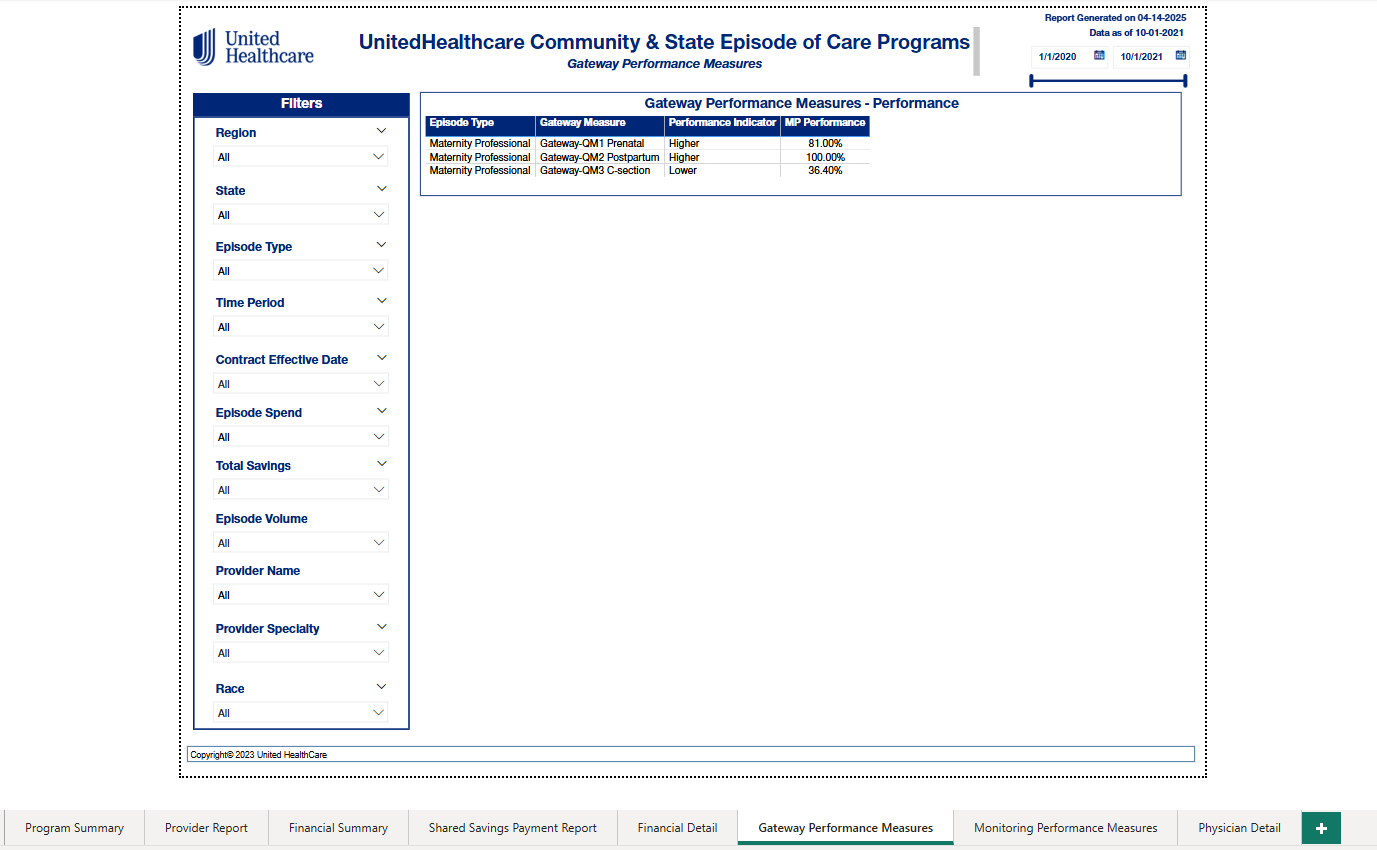 United
Healthcare
UnitedHealthcare Community & State Episode of Care Programs
Gateway Performance Measures
Report Generated on 04-14-2025
Data as of 10-01-2021
1/1/2020 10/1/2021
Filters
Region
All
State
All
Episode Type
All
Time Period
All
Contract Effective Date
All
Episode Spend
All
Total Savings
All
Episode Volume
All
Provider Name
All
Provider Specialty
All
Race
All
Gateway Performance Measures - Performance
Episode Type Gateway Measure Performance Indicator MP Performance
Maternity Professional Gateway-QM1 Prenatal Higher 81.00%
Maternity Professional Gateway-QM2 Postpartum Higher 100.00%
Maternity Professional Gateway-QM3 C-section Lower 36.40%
Copyright© 2023 United HealthCare
Program Summary Provider Report Financial Summary Shared Savings Payment Report Financial Detail Gateway Performance Measures Monitoring Performance Measures Physician Detail +